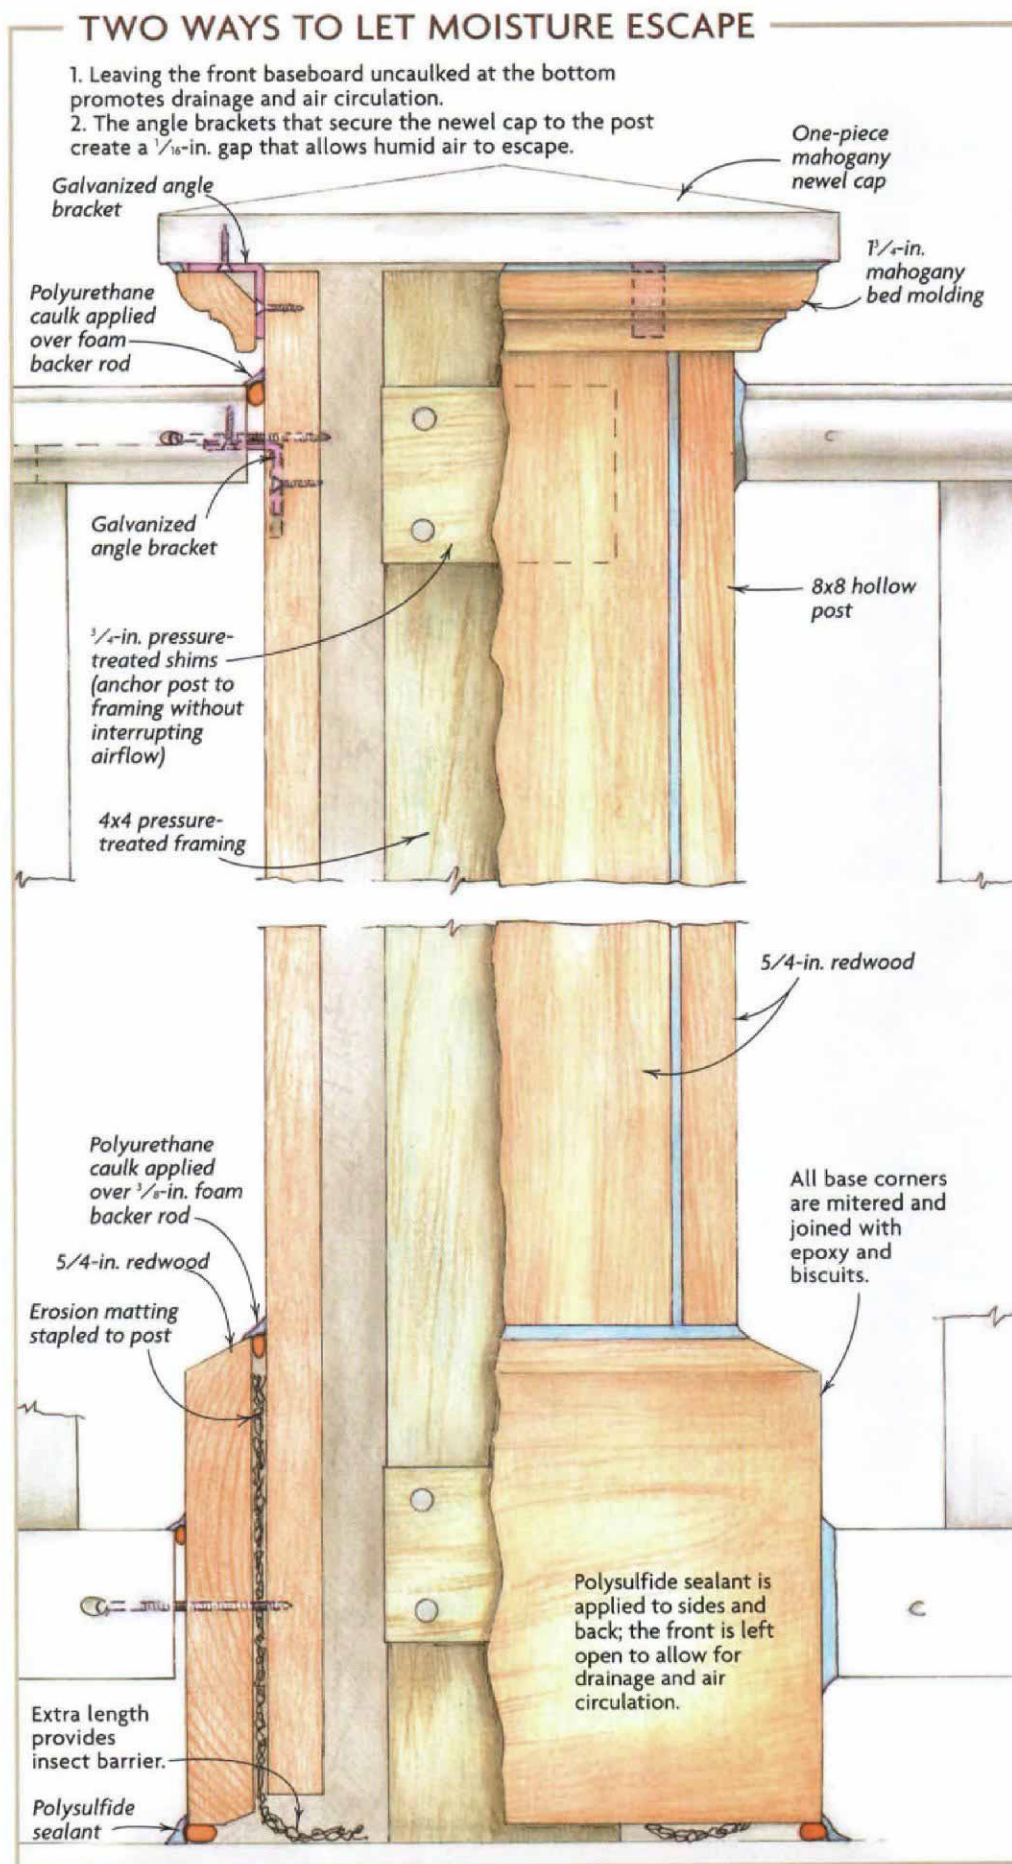 TWO WAYS TO LET MOISTURE ESCAPE
1. Leaving the front baseboard uncaulked at the bottom
promotes drainage and air circulation.
2. The angle brackets that secure the newel cap to the post
create a 1/16-in. gap that allows humid air to escape.
One-piece
mahogany
newel cap
Galvanized angle
bracket
1 3/4-in.
mahogany
bed molding
Polyurethane
caulk applied
over foam
backer rod
Galvanized
angle bracket
8x8 hollow
post
3/4-in. pressure-
treated shims
(anchor post to
framing without
interrupting
airflow)
4x4 pressure-
treated framing
5/4-in. redwood
Polyurethane
caulk applied
over 3/8-in. foam
backer rod
All base corners
are mitered and
joined with
epoxy and
biscuits.
5/4-in. redwood
Erosion matting
stapled to post
Polysulfide sealant is
applied to sides and
back; the front is left
open to allow for
drainage and air
circulation.
Extra length
provides
insect barrier.
Polysulfide
sealant